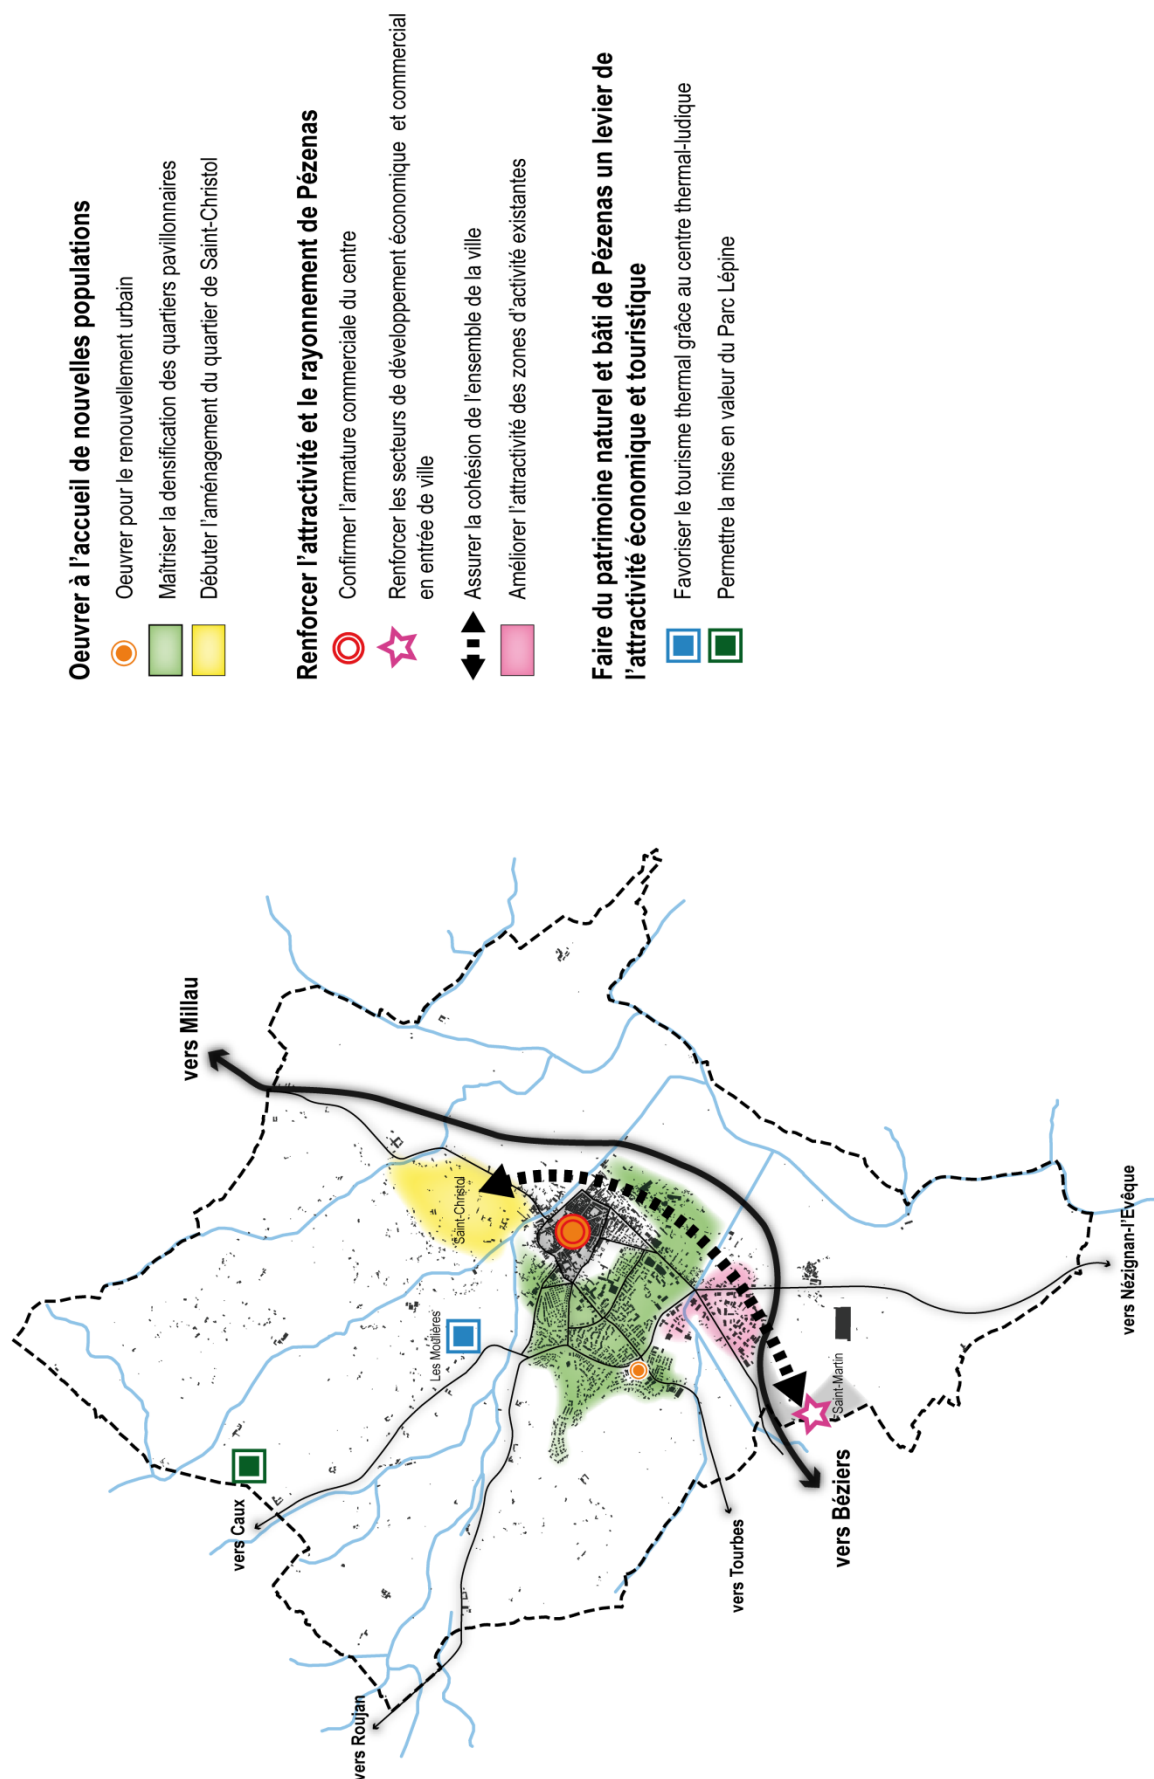 Oeuvrer à l'accueil de nouvelles populations
Oeuvrer pour le renouvellement urbain
Maîtriser la densification des quartiers pavillonnaires
Débuter l'aménagement du quartier de Saint-Christol
Renforcer l'attractivité et le rayonnement de Pézenas
Confirmer l'armature commerciale du centre
Renforcer les secteurs de développement économique et commercial
en entrée de ville
Assurer la cohésion de l'ensemble de la ville
Améliorer l'attractivité des zones d'activité existantes
Faire du patrimoine naturel et bâti de Pézenas un levier de
l'attractivité économique et touristique
Favoriser le tourisme thermal grâce au centre thermal-ludique
Permettre la mise en valeur du Parc Lépine
vers Millau
Saint-Christol
Les Moulières
vers Caux
vers Roujan
vers Tourbes
vers Béziers
Saint-Martin
vers Nézignan-l'Evêque